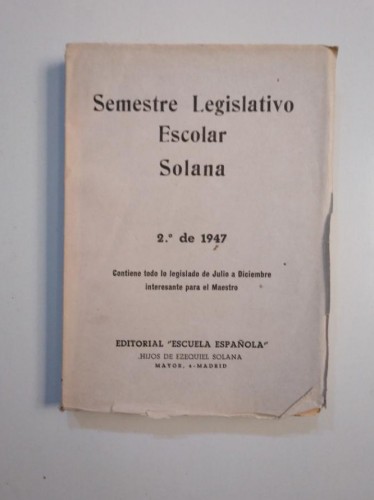 Semestre Legislativo
Escolar
Solana
2.º de 1947
Contiene todo lo legislado de Julio a Diciembre
interesante para el Maestro
EDITORIAL "ESCUELA ESPAÑOLA"
HIJOS DE EZEQUIEL SOLANA
MAYOR, 4-MADRID